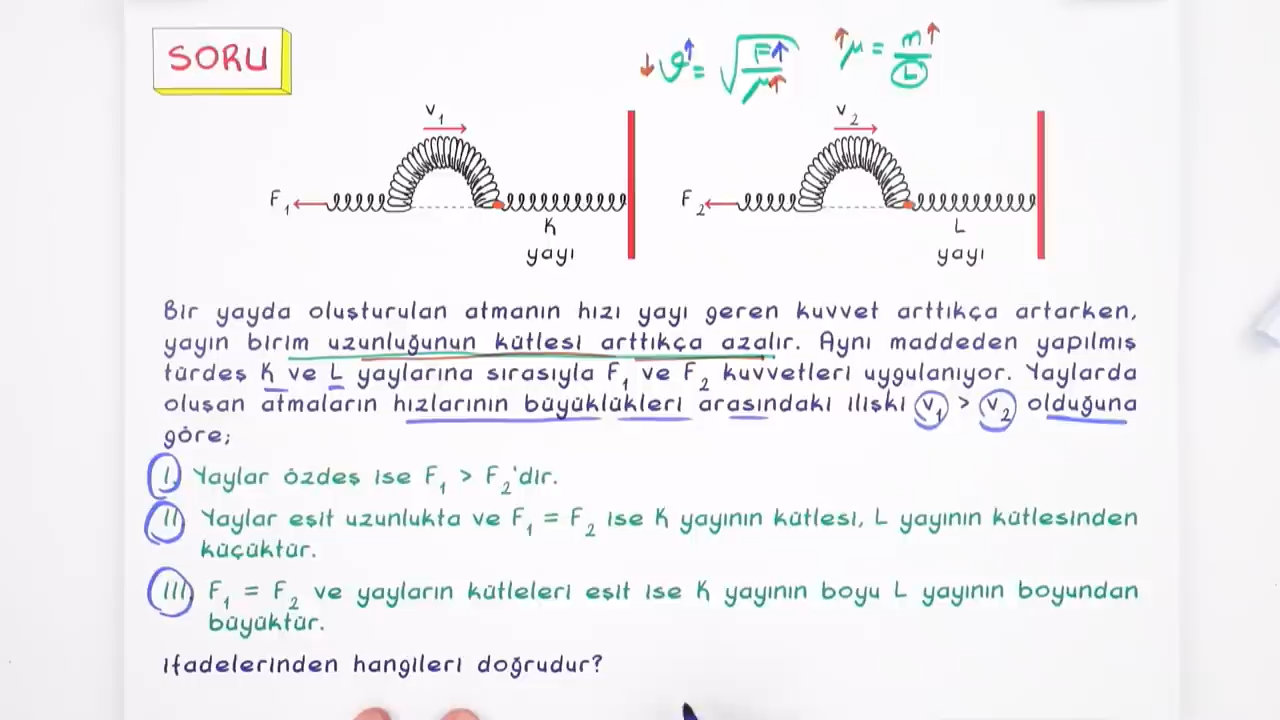 SORU
↓ϑ↑ = √F↑/μ↑ ↑μ = m↑/L
v₁ v₂
F₁ F₂
K L
yayı yayı
Bir yayda oluşturulan atmanın hızı yayı geren kuvvet arttıkça artarken,
yayın birim uzunluğunun kütlesi arttıkça azalır. Aynı maddeden yapılmış
türdeş K ve L yaylarına sırasıyla F₁ ve F₂ kuvvetleri uygulanıyor. Yaylarda
oluşan atmaların hızlarının büyüklükleri arasındaki ilişki v₁ > v₂ olduğuna
göre;
I. Yaylar özdeş ise F₁ > F₂'dir.
II Yaylar eşit uzunlukta ve F₁ = F₂ ise K yayının kütlesi, L yayının kütlesinden
küçüktür.
III. F₁ = F₂ ve yayların kütleleri eşit ise K yayının boyu L yayının boyundan
büyüktür.
ifadelerinden hangileri doğrudur?